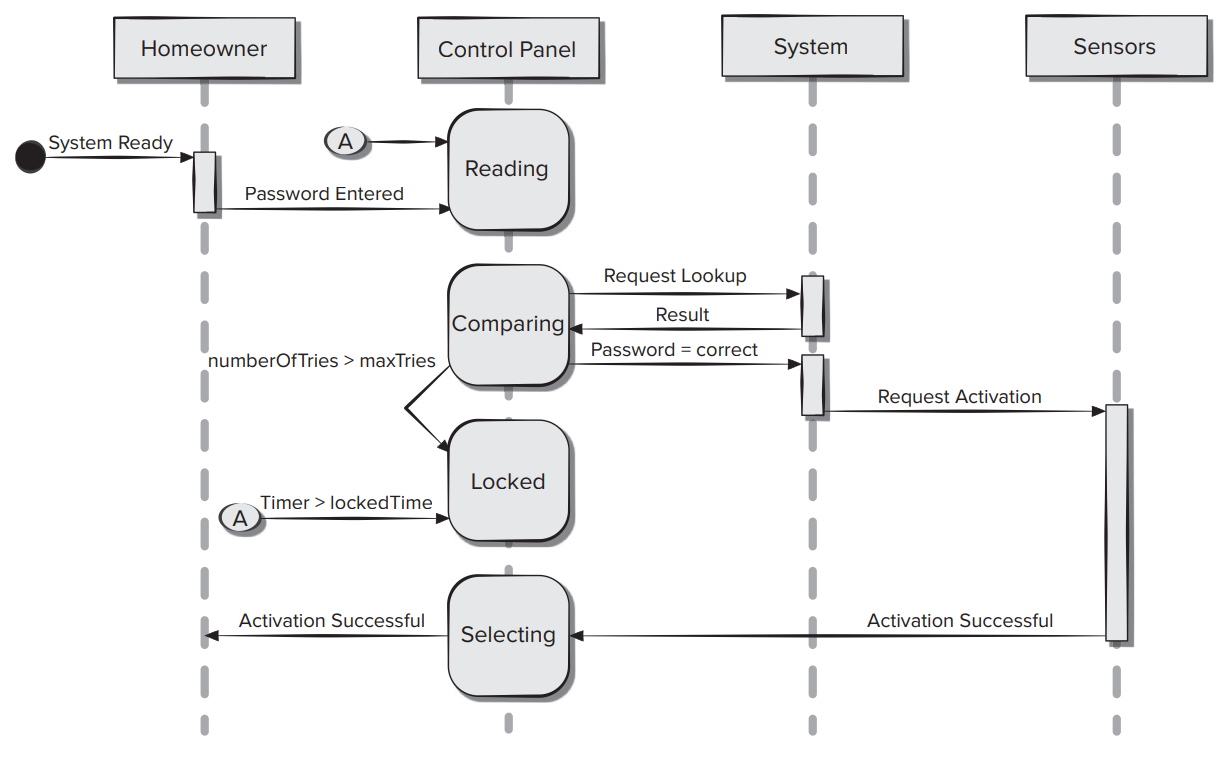 Homeowner
Control Panel
System
Sensors
System Ready
A
Reading
Password Entered
Request Lookup
Comparing
Result
Password = correct
numberOfTries > maxTries
Request Activation
Locked
Timer > lockedTime
A
Activation Successful
Selecting
Activation Successful